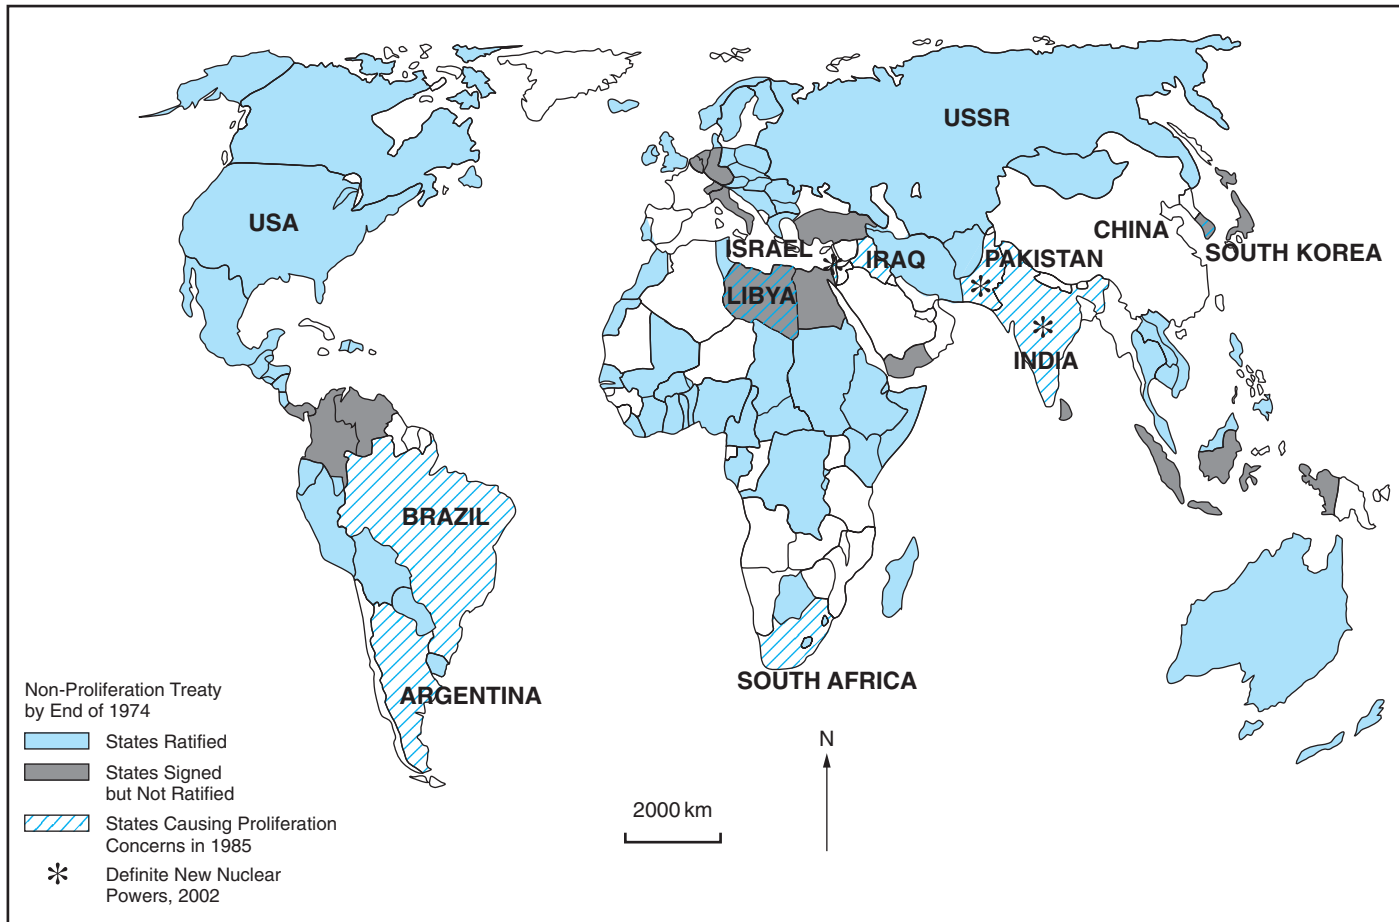 USSR
USA
CHINA
ISRAEL
IRAQ
PAKISTAN
SOUTH KOREA
LIBYA
INDIA
BRAZIL
SOUTH AFRICA
ARGENTINA
Non-Proliferation Treaty
by End of 1974
States Ratified
States Signed
but Not Ratified
States Causing Proliferation
Concerns in 1985
Definite New Nuclear
Powers, 2002
N
2000 km